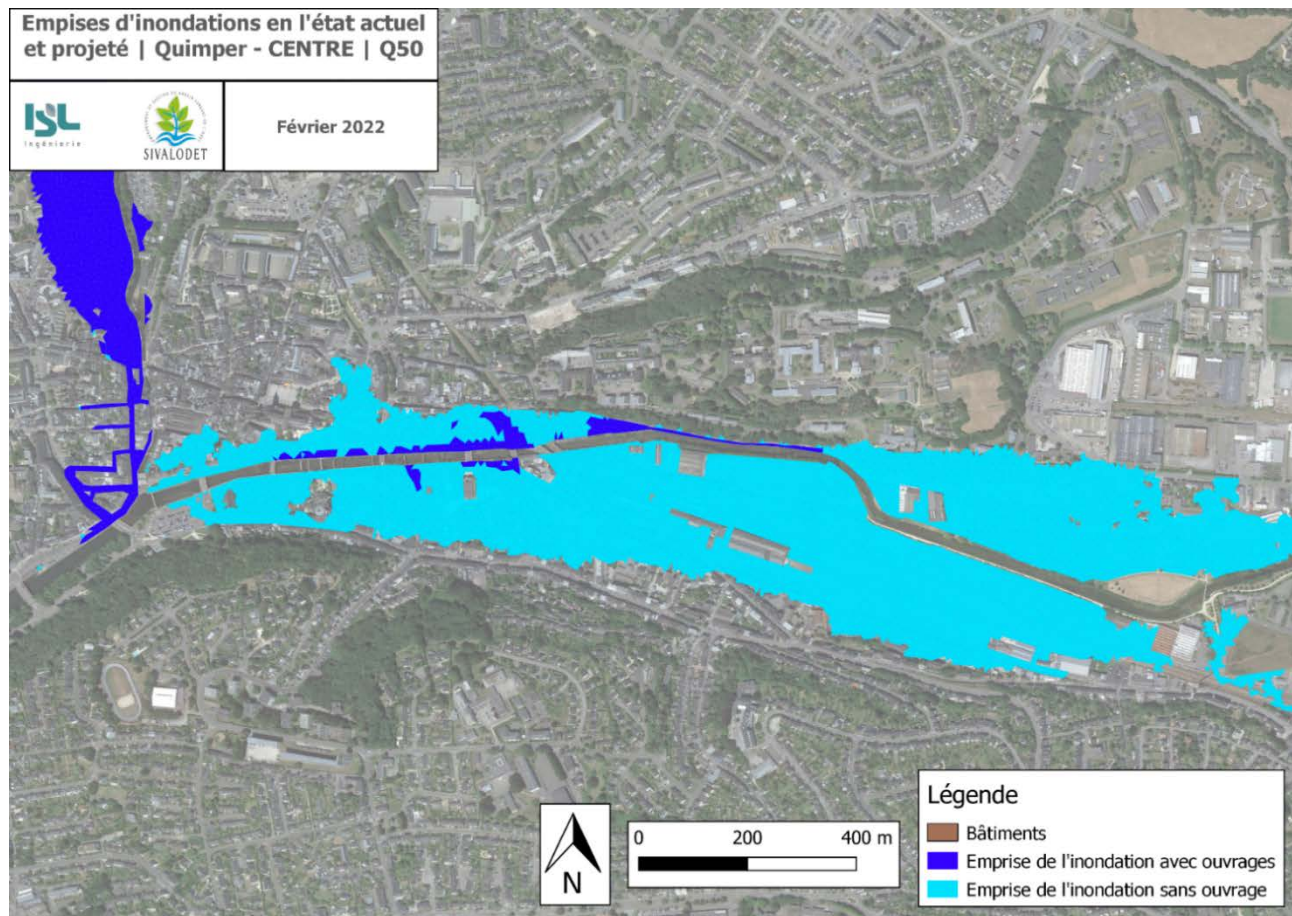 Empises d'inondations en l'état actuel
et projeté | Quimper - CENTRE | Q50
ISL
Ingénierie
SIVALODET
Février 2022
Légende
Bâtiments
Emprise de l'inondation avec ouvrages
Emprise de l'inondation sans ouvrage
0 200 400 m
N